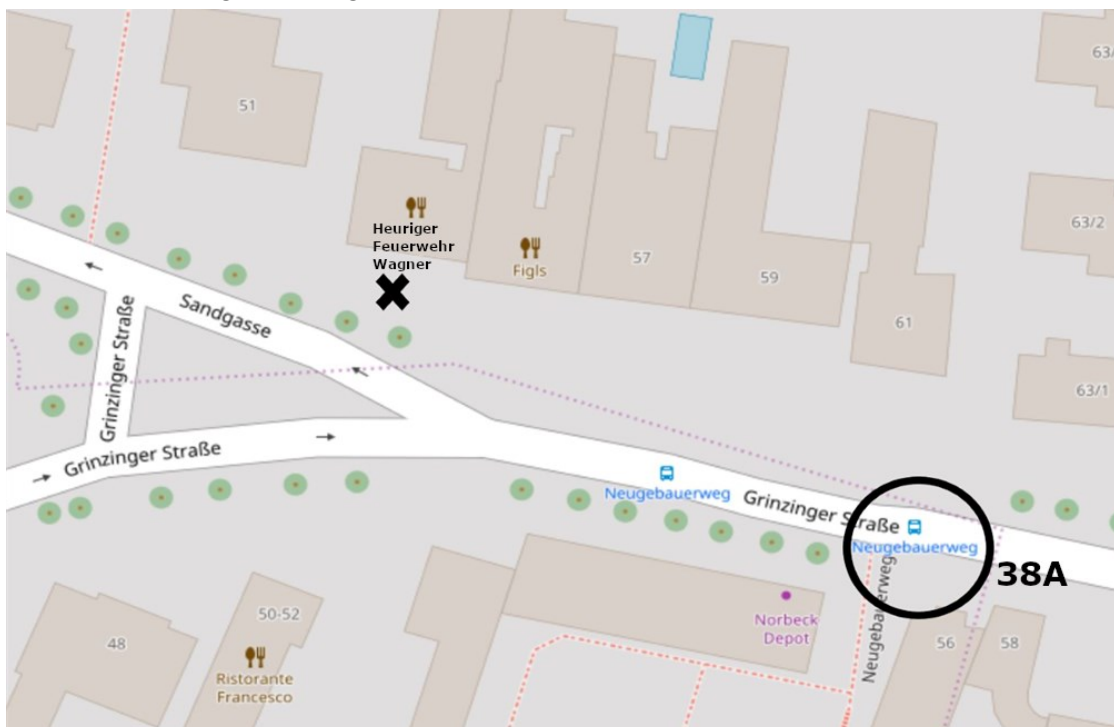 63/
51
Heuriger
Feuerwehr
Wagner
Figls
57
59
63/2
61
Sandgasse
Grinzinger Straße
63/1
Grinzinger Straße
Neugebauerweg
Grinzinger Straße
Neugebauerweg
38A
Neugebauerweg
Norbeck
Depot
50-52
48
56
58
Ristorante
Francesco